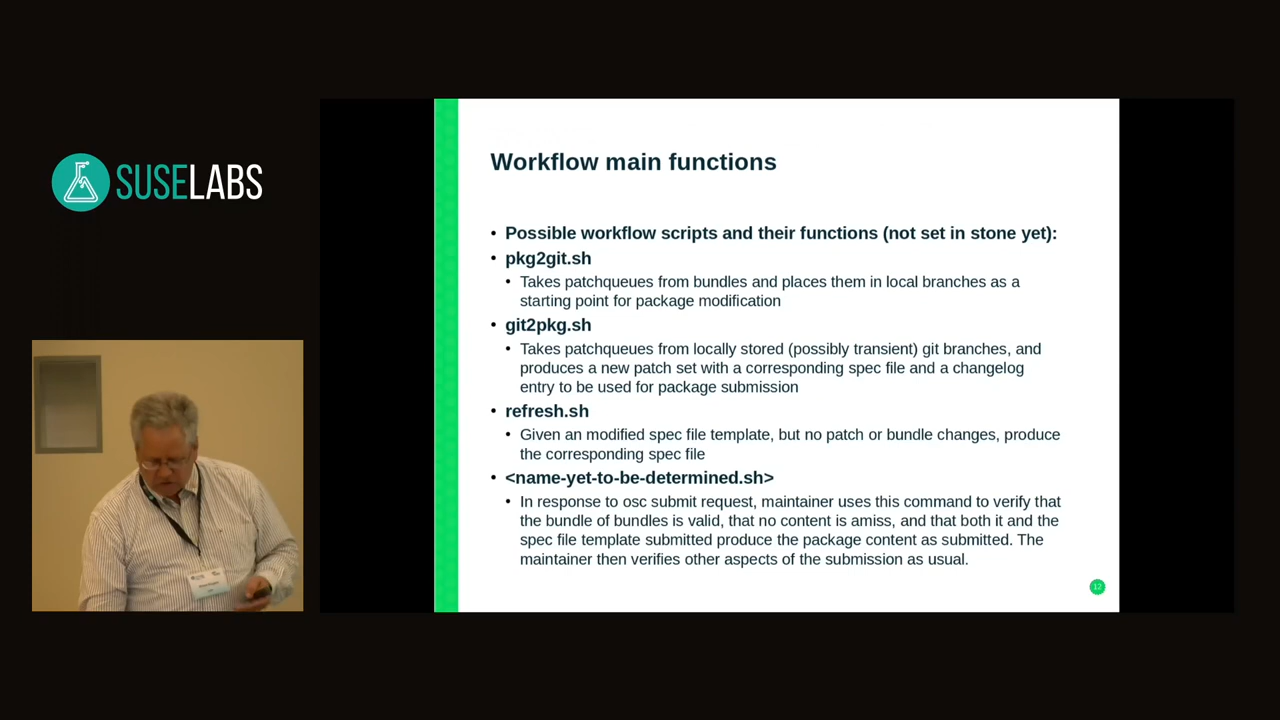 SUSELABS
Workflow main functions
• Possible workflow scripts and their functions (not set in stone yet):
• pkg2git.sh
• Takes patchqueues from bundles and places them in local branches as a
starting point for package modification
• git2pkg.sh
• Takes patchqueues from locally stored (possibly transient) git branches, and
produces a new patch set with a corresponding spec file and a changelog
entry to be used for package submission
• refresh.sh
• Given an modified spec file template, but no patch or bundle changes, produce
the corresponding spec file
• <name-yet-to-be-determined.sh>
• In response to osc submit request, maintainer uses this command to verify that
the bundle of bundles is valid, that no content is amiss, and that both it and the
spec file template submitted produce the package content as submitted. The
maintainer then verifies other aspects of the submission as usual.
12